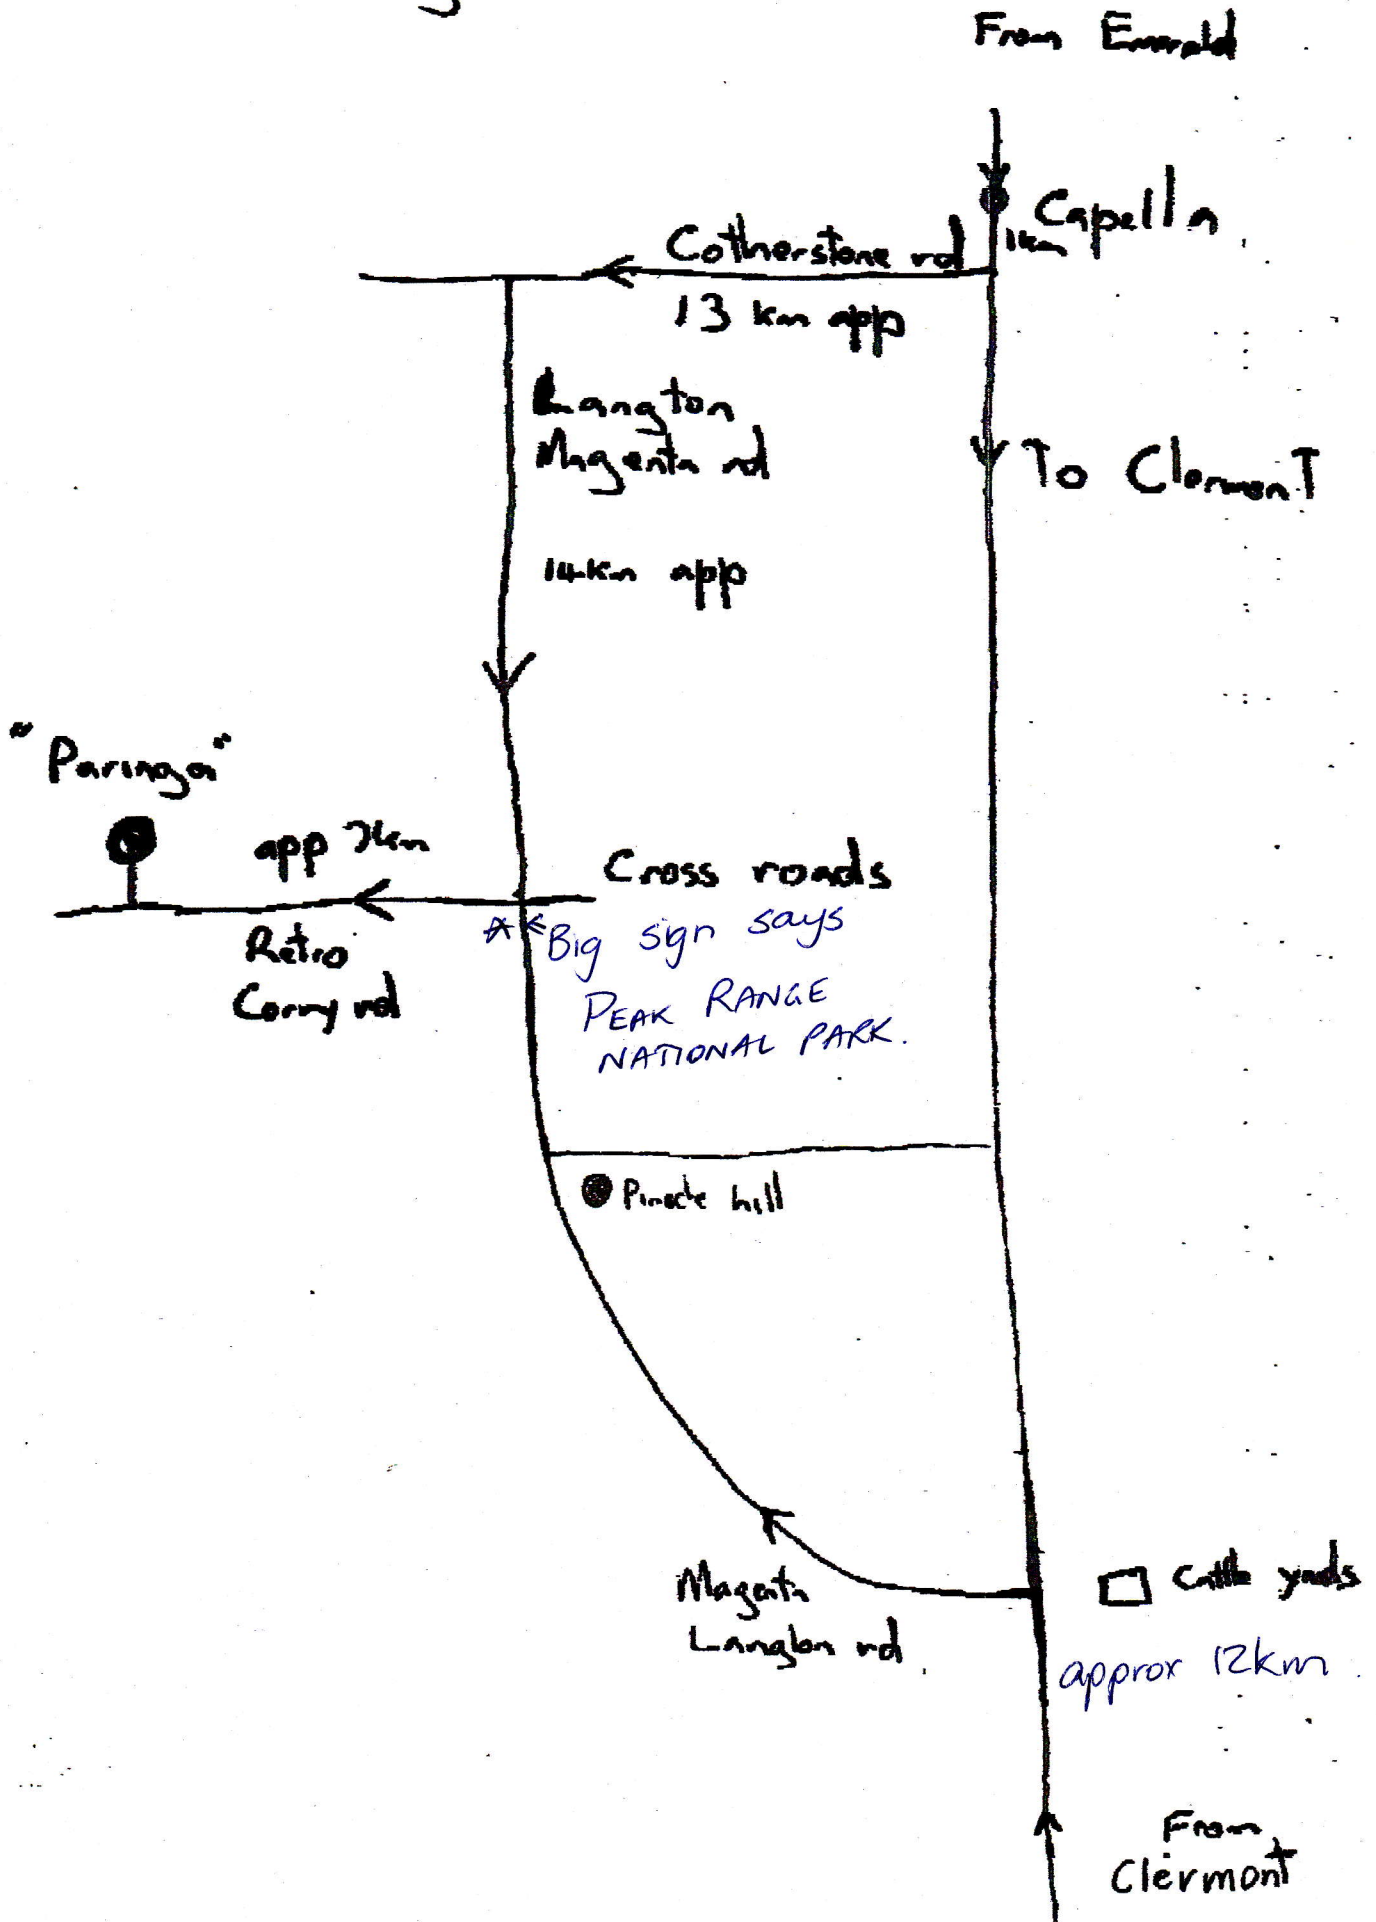 From Emerald
Capella
1km
Cotherstone rd
13 km app
Langton
Magenta rd
To Clermont
14km app
"Paringa"
app 7km
Cross roads
Retro
Corry rd
Big sign says
PEAK RANGE
NATIONAL PARK.
Pinacle hill
Magenta
Langton rd
Cattle yards
approx 12km.
From
Clermont